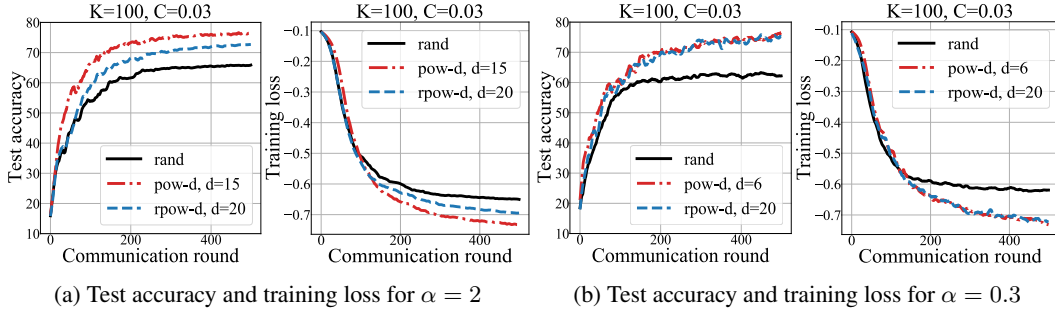 K=100, C=0.03
Test accuracy
80
70
60
50
40
30
20
10
0
200
400
Communication round
rand
pow-d, d=15
rpow-d, d=20
K=100, C=0.03
Training loss
−0.1
−0.2
−0.3
−0.4
−0.5
−0.6
−0.7
0
200
400
Communication round
rand
pow-d, d=15
rpow-d, d=20
K=100, C=0.03
Test accuracy
80
70
60
50
40
30
20
10
0
200
400
Communication round
rand
pow-d, d=6
rpow-d, d=20
K=100, C=0.03
Training loss
−0.1
−0.2
−0.3
−0.4
−0.5
−0.6
−0.7
0
200
400
Communication round
rand
pow-d, d=6
rpow-d, d=20
(a) Test accuracy and training loss for α = 2
(b) Test accuracy and training loss for α = 0.3